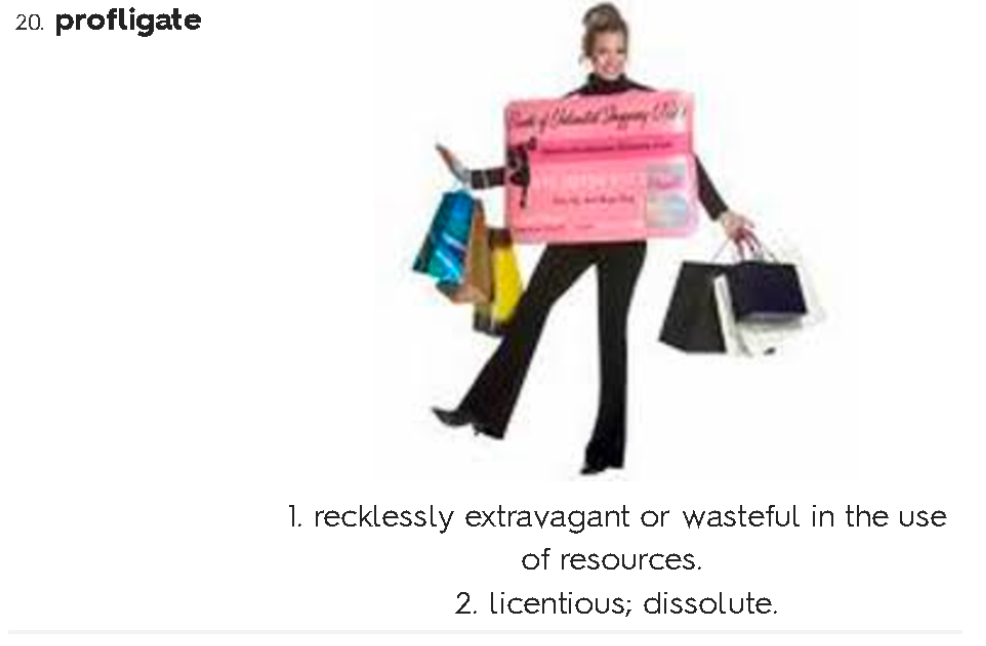 20. profligate
Bank of Unlimited Shopping USA
1. recklessly extravagant or wasteful in the use
of resources.
2. licentious; dissolute.